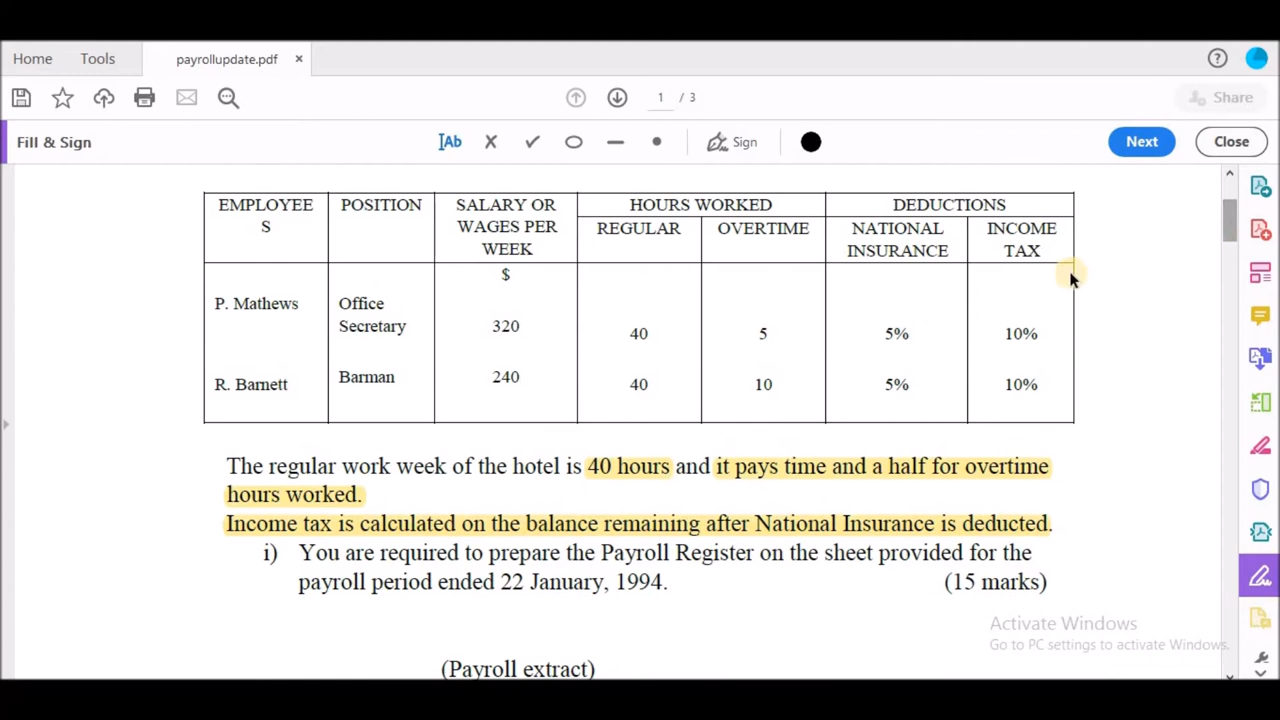 Home Tools payrollupdate.pdf ×
1 / 3 Share
Fill & Sign Ab Sign Next Close
EMPLOYEE POSITION SALARY OR HOURS WORKED DEDUCTIONS
S WAGES PER REGULAR OVERTIME NATIONAL INCOME
WEEK INSURANCE TAX
$
P. Mathews Office
Secretary 320 40 5 5% 10%
R. Barnett Barman 240 40 10 5% 10%
The regular work week of the hotel is 40 hours and it pays time and a half for overtime
hours worked.
Income tax is calculated on the balance remaining after National Insurance is deducted.
i) You are required to prepare the Payroll Register on the sheet provided for the
payroll period ended 22 January, 1994. (15 marks)
Activate Windows
Go to PC settings to activate Windows.
(Payroll extract)